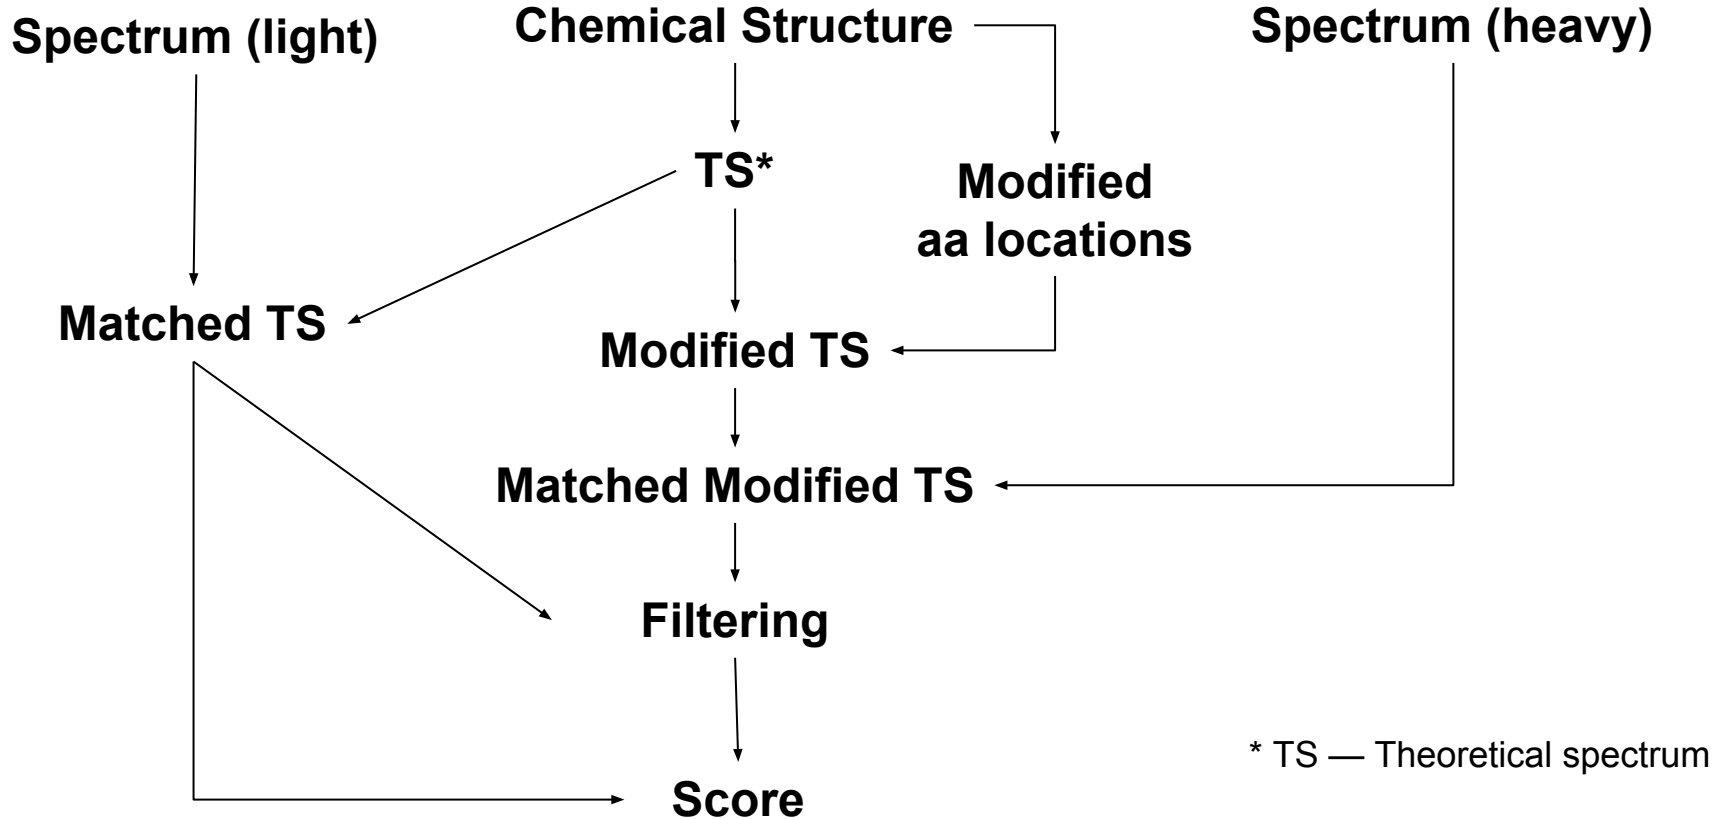 Spectrum (light)
Chemical Structure
Spectrum (heavy)
TS*
Modified
aa locations
Matched TS
Modified TS
Matched Modified TS
Filtering
* TS — Theoretical spectrum
Score